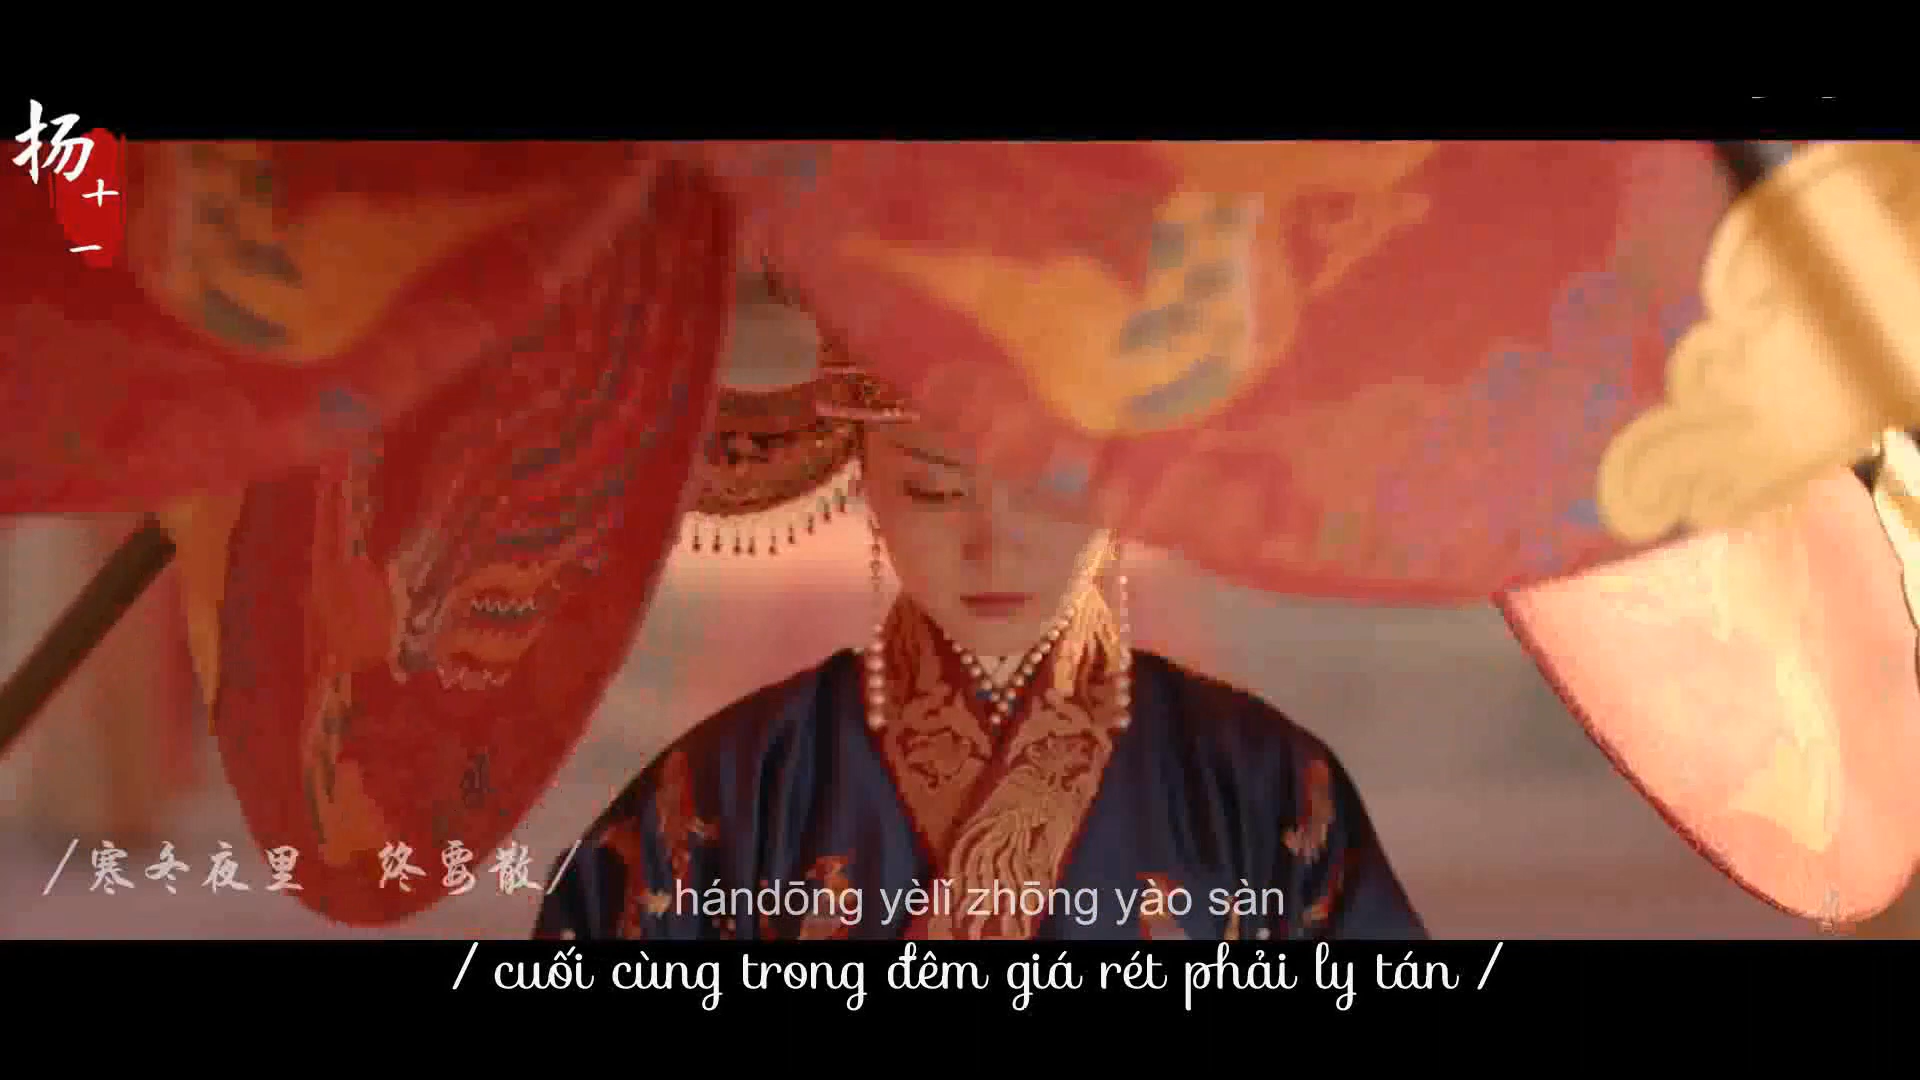 扬
十
一
/寒冬夜里 终要散/
hándōng yèlǐ zhōng yào sàn
/ cuối cùng trong đêm giá rét phải ly tán /